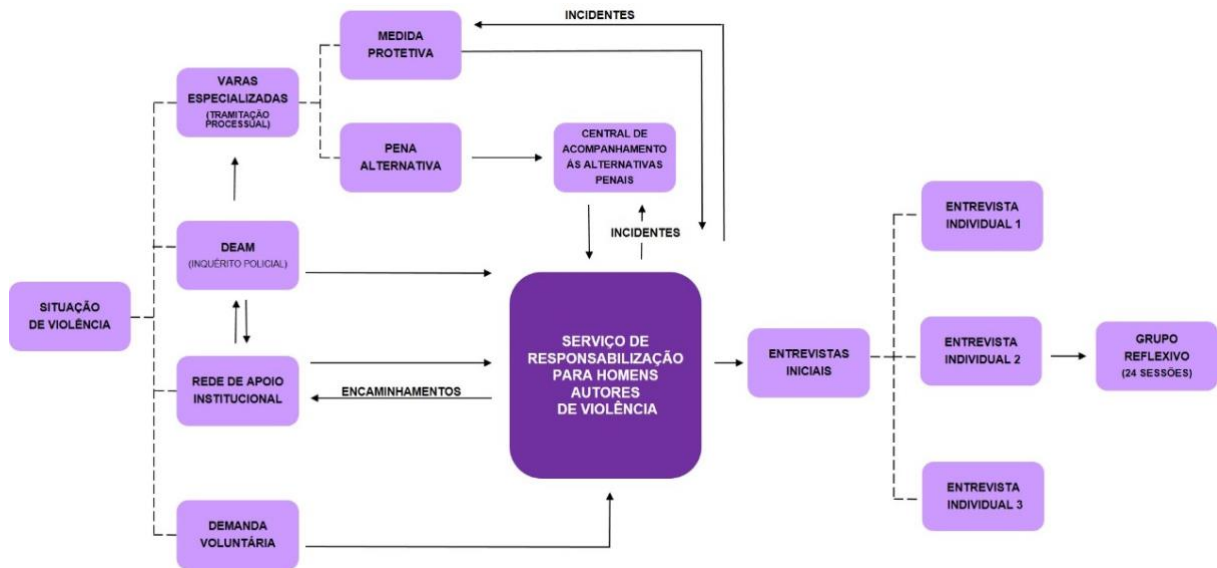 INCIDENTES
MEDIDA
PROTETIVA
VARAS
ESPECIALIZADAS
(TRAMITAÇÃO
PROCESSUAL)
PENA
ALTERNATIVA
CENTRAL DE
ACOMPANHAMENTO
ÁS ALTERNATIVAS
PENAIS
INCIDENTES
DEAM
(INQUÉRITO POLICIAL)
SITUAÇÃO
DE VIOLÊNCIA
REDE DE APOIO
INSTITUCIONAL
ENCAMINHAMENTOS
DEMANDA
VOLUNTÁRIA
SERVIÇO DE
RESPONSABILIZAÇÃO
PARA HOMENS
AUTORES
DE VIOLÊNCIA
ENTREVISTAS
INICIAIS
ENTREVISTA
INDIVIDUAL 1
ENTREVISTA
INDIVIDUAL 2
ENTREVISTA
INDIVIDUAL 3
GRUPO
REFLEXIVO
(24 SESSÕES)